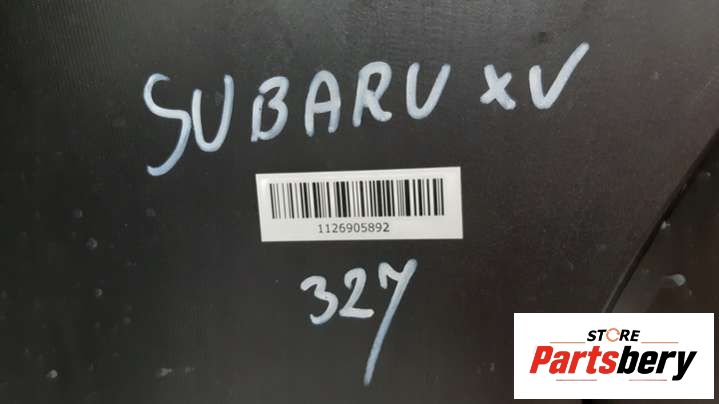 SUBARU XV
1126905892
327
STORE
Partsbery